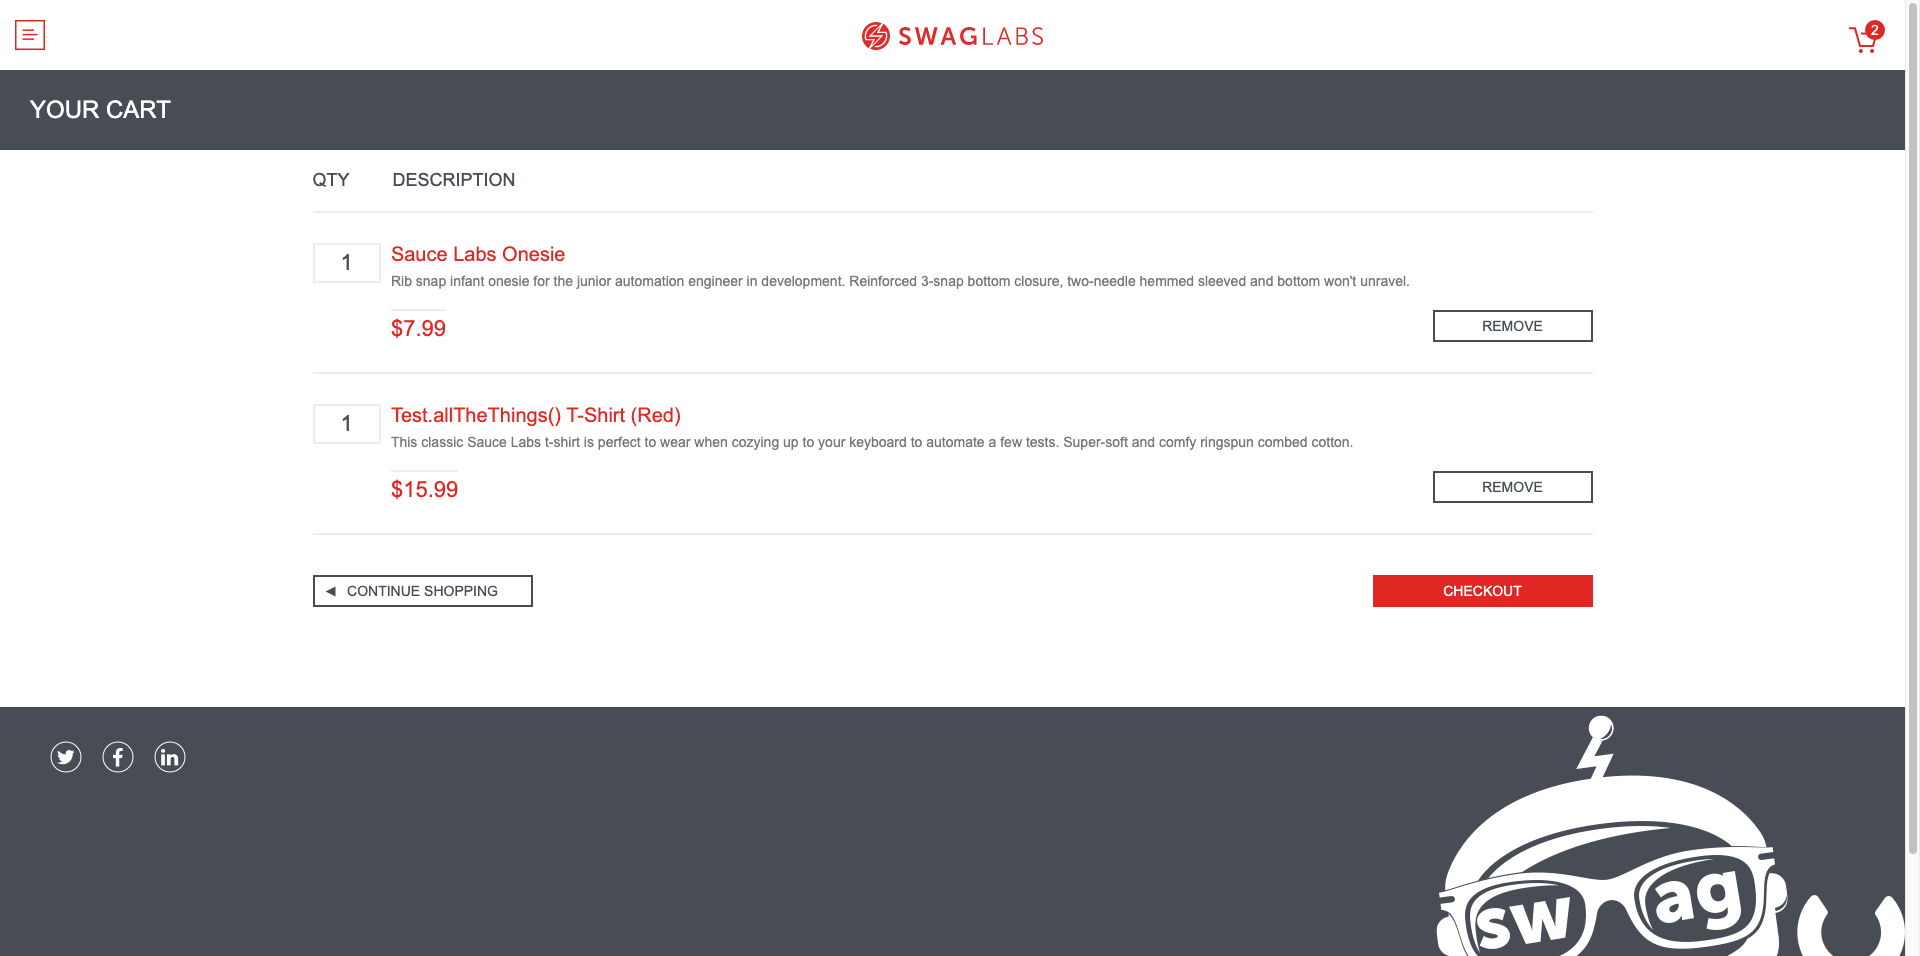 SWAGLABS
2
YOUR CART
QTY DESCRIPTION
1 Sauce Labs Onesie
Rib snap infant onesie for the junior automation engineer in development. Reinforced 3-snap bottom closure, two-needle hemmed sleeved and bottom won't unravel.
$7.99 REMOVE
1 Test.allTheThings() T-Shirt (Red)
This classic Sauce Labs t-shirt is perfect to wear when cozying up to your keyboard to automate a few tests. Super-soft and comfy ringspun combed cotton.
$15.99 REMOVE
CONTINUE SHOPPING CHECKOUT
in
swag